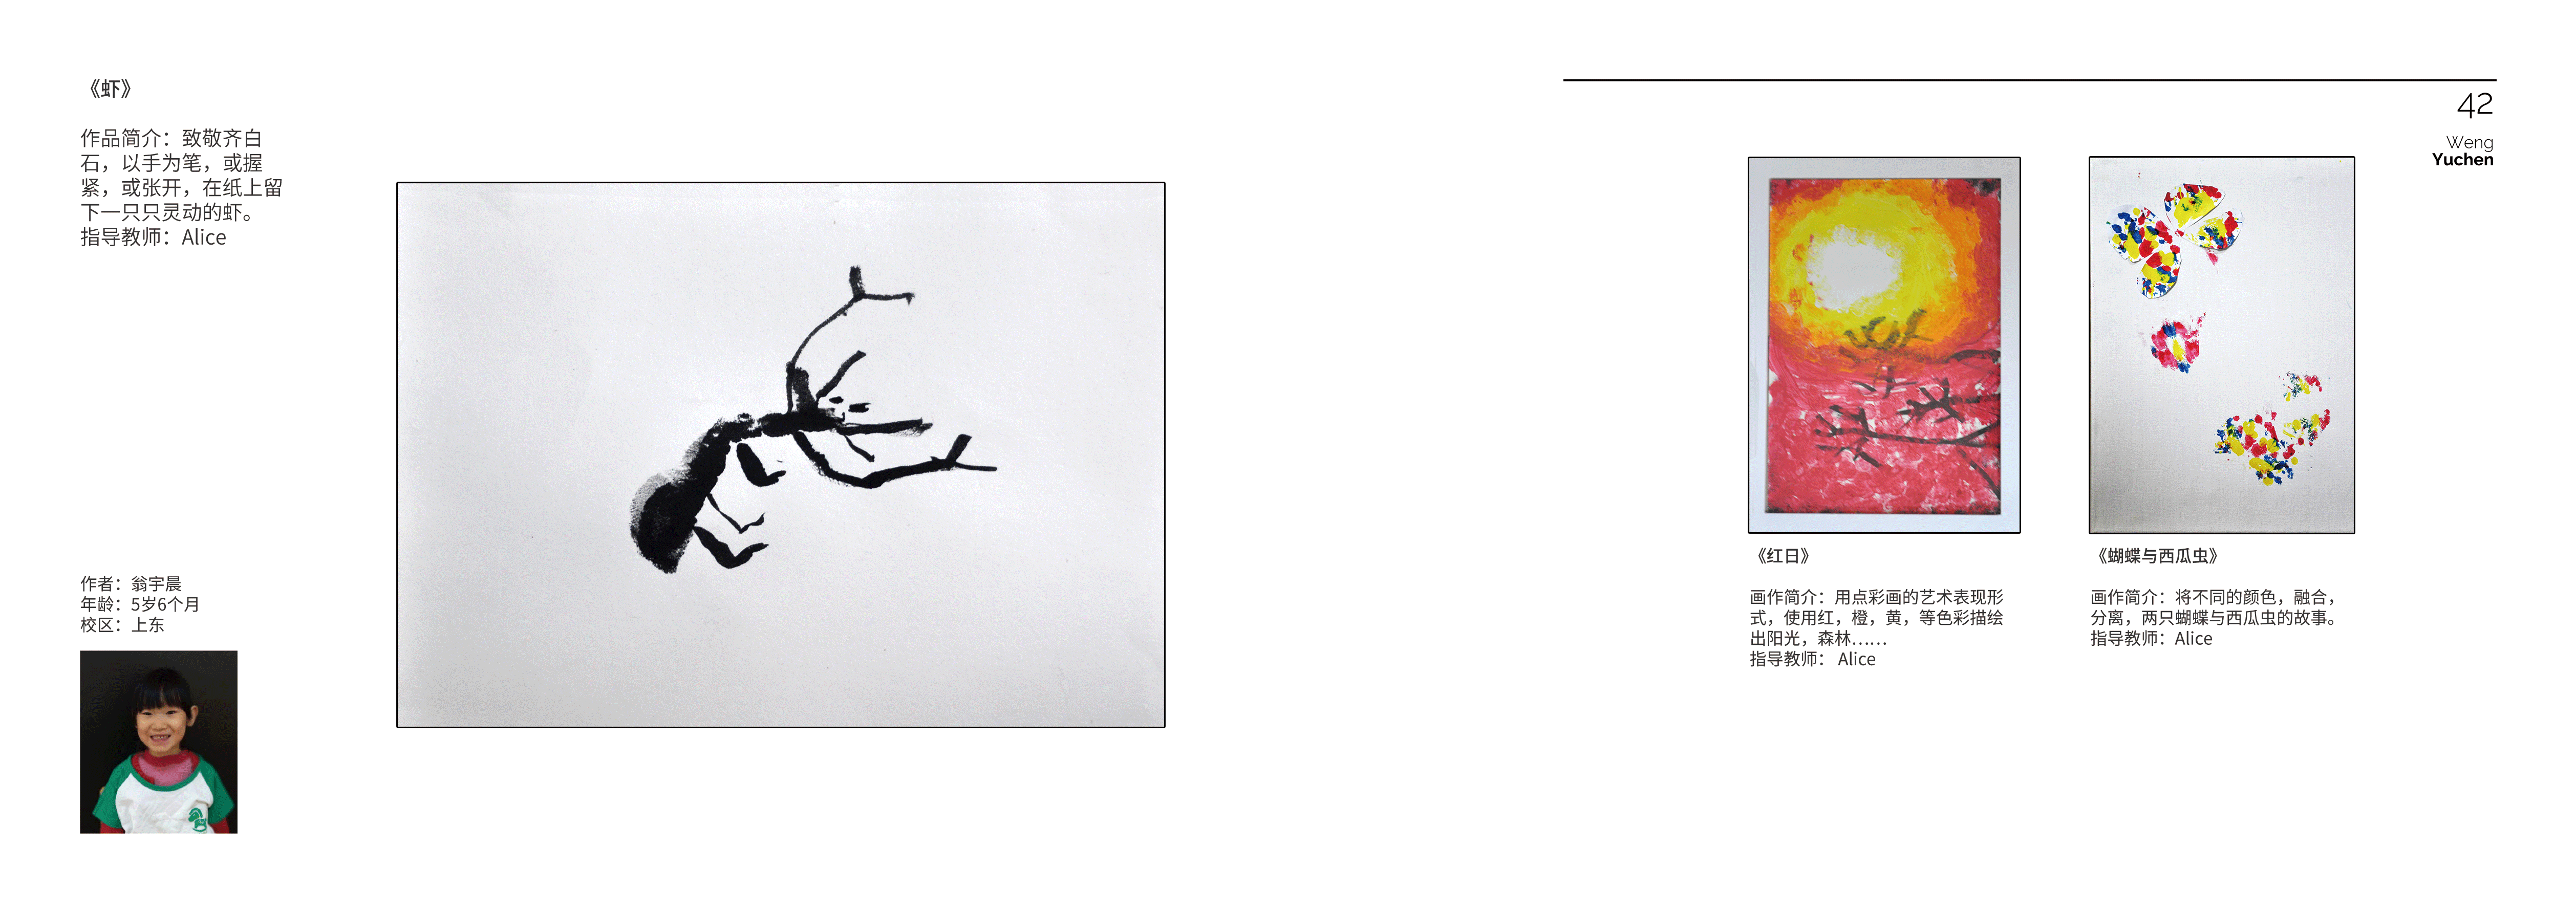 《虾》
作品简介：致敬齐白
石，以手为笔，或握
紧，或张开，在纸上留
下一只只灵动的虾。
指导教师：Alice
作者：翁宇晨
年龄：5岁6个月
校区：上东
42
Weng
Yuchen
《红日》
画作简介：用点彩画的艺术表现形
式，使用红，橙，黄，等色彩描绘
出阳光，森林……
指导教师： Alice
《蝴蝶与西瓜虫》
画作简介：将不同的颜色，融合，
分离，两只蝴蝶与西瓜虫的故事。
指导教师：Alice